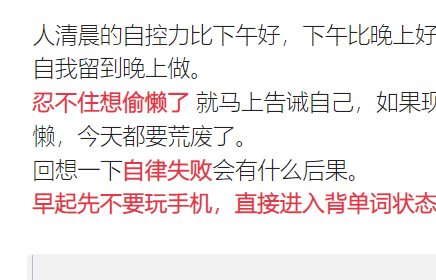 人清晨的自控力比下午好，下午比晚上好
自我留到晚上做。
忍不住想偷懒了 就马上告诫自己，如果现
懒，今天都要荒废了。
回想一下自律失败会有什么后果。
早起先不要玩手机，直接进入背单词状态